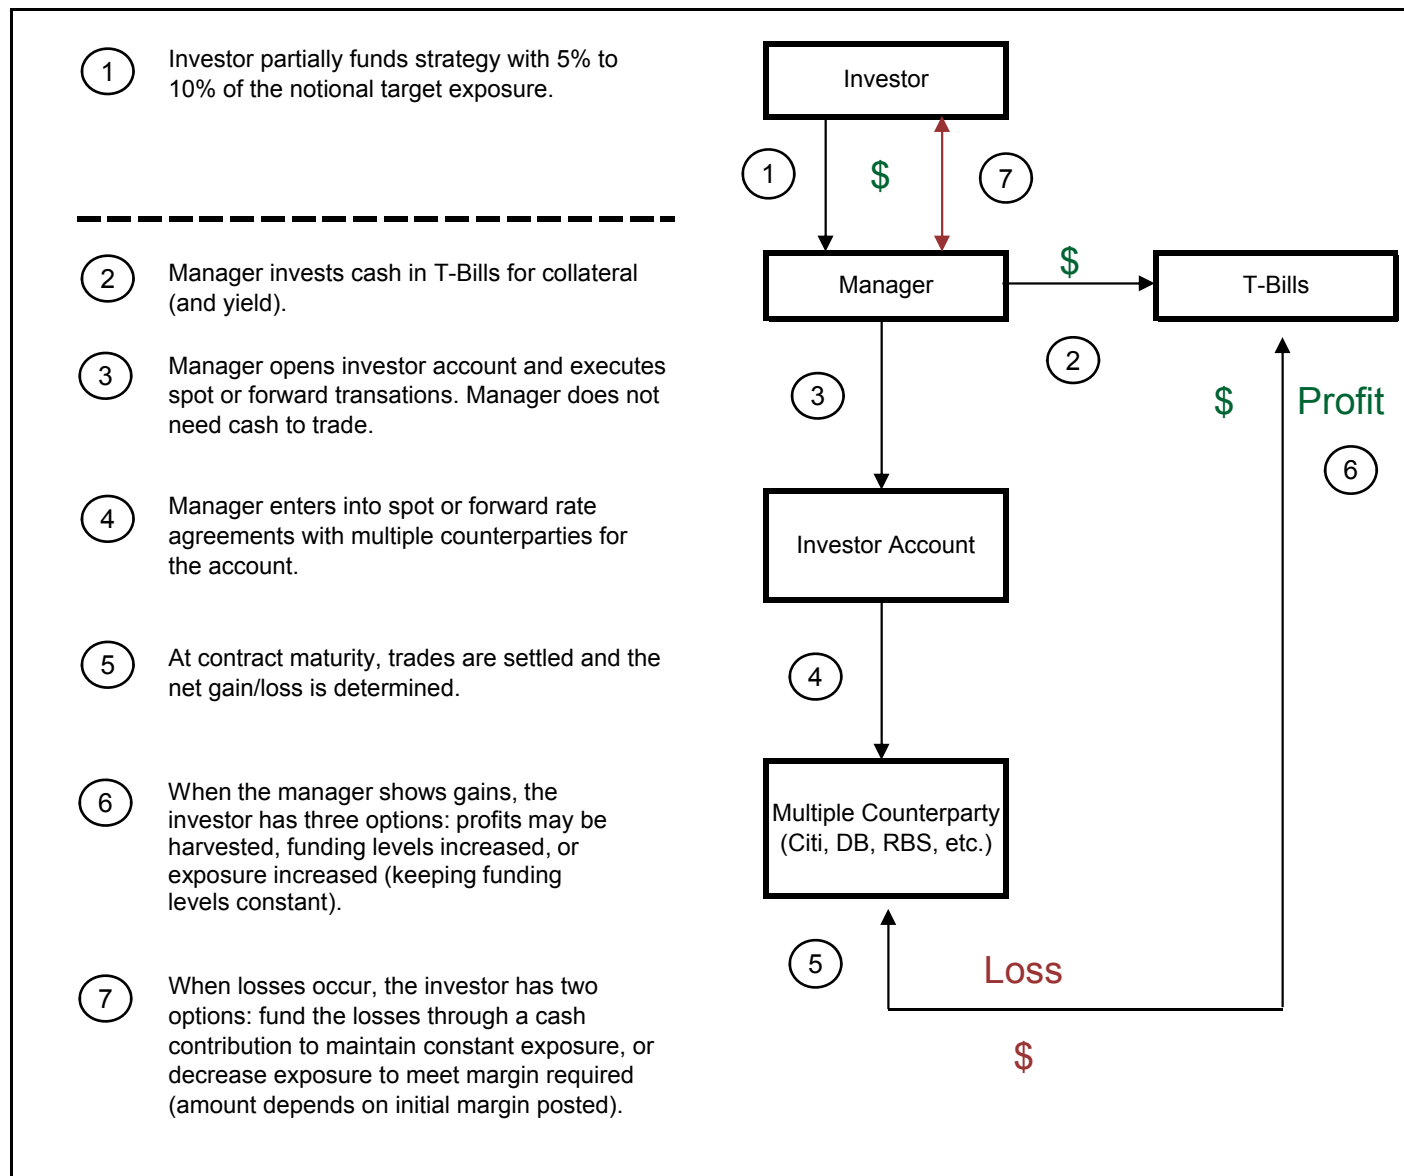 1
Investor partially funds strategy with 5% to
10% of the notional target exposure.
2
Manager invests cash in T-Bills for collateral
(and yield).
3
Manager opens investor account and executes
spot or forward transations. Manager does not
need cash to trade.
4
Manager enters into spot or forward rate
agreements with multiple counterparties for
the account.
5
At contract maturity, trades are settled and the
net gain/loss is determined.
6
When the manager shows gains, the
investor has three options: profits may be
harvested, funding levels increased, or
exposure increased (keeping funding
levels constant).
7
When losses occur, the investor has two
options: fund the losses through a cash
contribution to maintain constant exposure, or
decrease exposure to meet margin required
(amount depends on initial margin posted).
Investor
1
$
7
Manager
$
T-Bills
2
3
$
Profit
6
Investor Account
4
Multiple Counterparty
(Citi, DB, RBS, etc.)
5
Loss
$